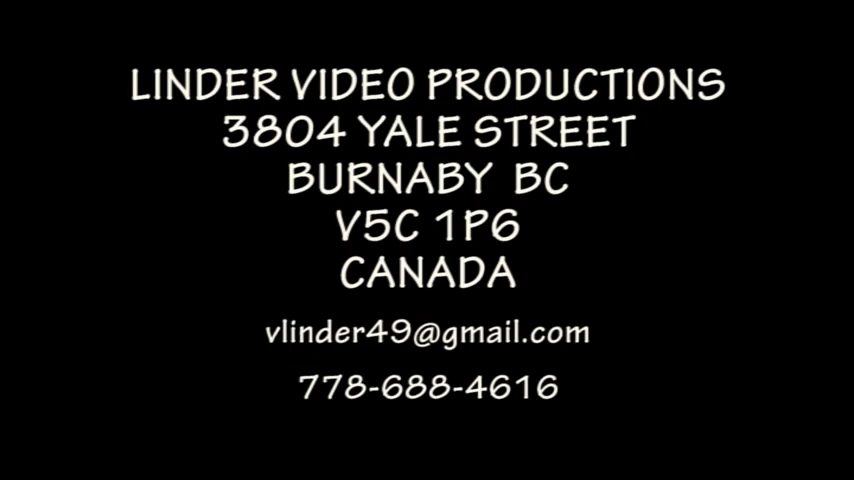 LINDER VIDEO PRODUCTIONS
3804 YALE STREET
BURNABY BC
V5C 1P6
CANADA
vlinder49@gmail.com
778-688-4616